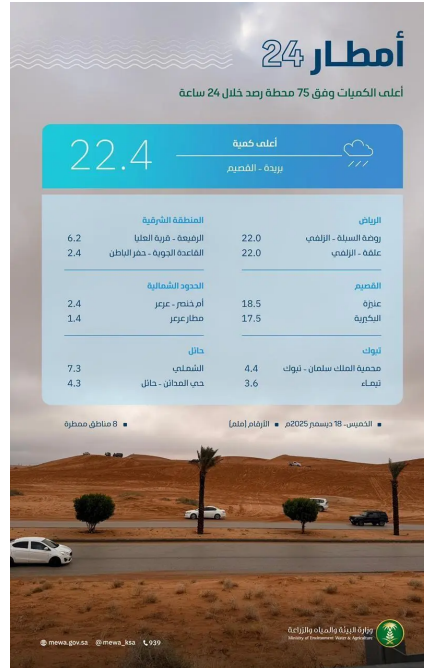 أمطار 24
أعلى الكميات وفق 75 محطة رصد خلال 24 ساعة
أعلى كمية
بريدة - القصيم
22.4
الرياض
روضة السبلة - الزلفي 22.0
علقة - الزلفي 22.0
المنطقة الشرقية
الرفيعة - قرية العليا 6.2
القاعدة الجوية - حفر الباطن 2.4
القصيم
عنيزة 18.5
البكيرية 17.5
الحدود الشمالية
أم خنصر - عرعر 2.4
مطار عرعر 1.4
تبوك
محمية الملك سلمان - تبوك 4.4
تيماء 3.6
حائل
الشملي 7.3
حي المدائن - حائل 4.3
الخميس، 18 ديسمبر 2025م
الأرقام (ملم)
8 مناطق ممطرة
وزارة البيئة والمياه والزراعة
Ministry of Environment Water & Agriculture
mewa.gov.sa @mewa_ksa 939